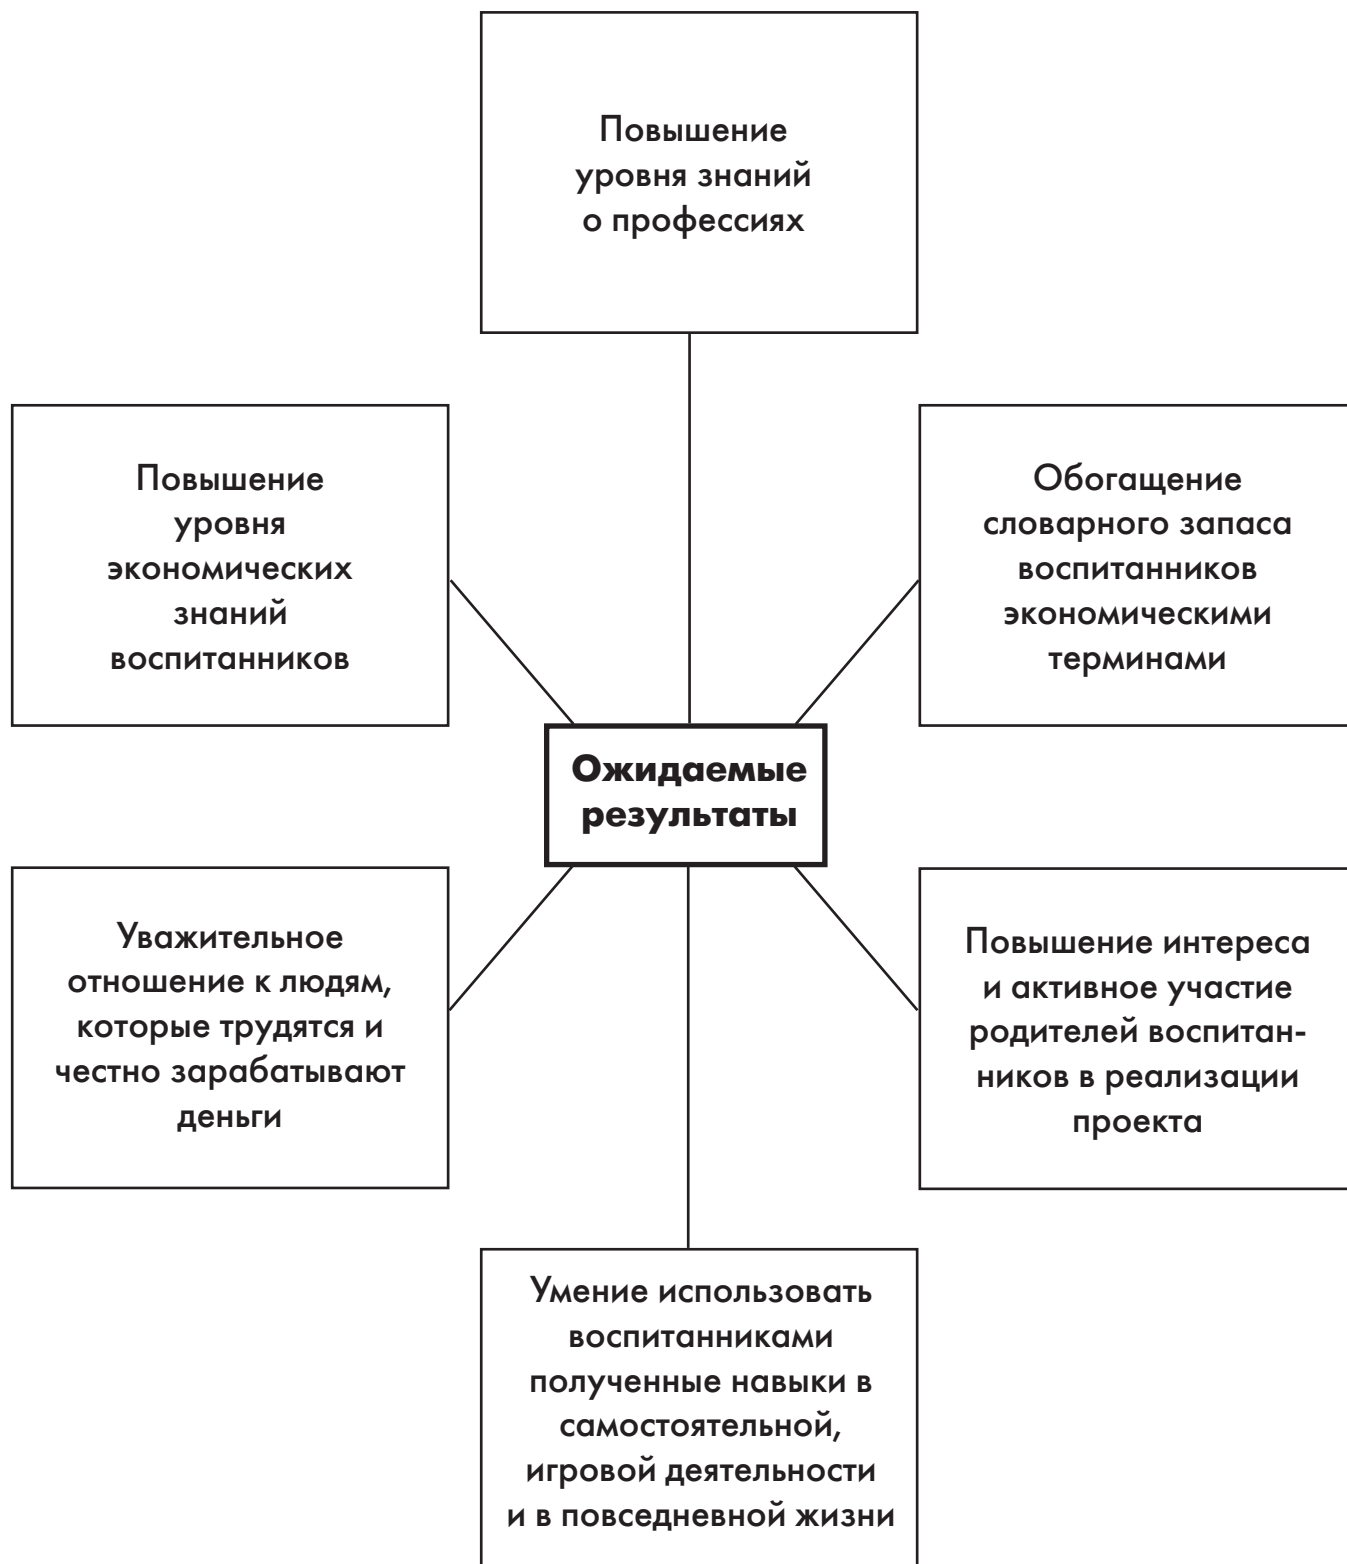 Повышение
уровня знаний
о профессиях
Повышение
уровня
экономических
знаний
воспитанников
Обогащение
словарного запаса
воспитанников
экономическими
терминами
Ожидаемые
результаты
Уважительное
отношение к людям,
которые трудятся и
честно зарабатывают
деньги
Повышение интереса
и активное участие
родителей воспитан-
ников в реализации
проекта
Умение использовать
воспитанниками
полученные навыки в
самостоятельной,
игровой деятельности
и в повседневной жизни